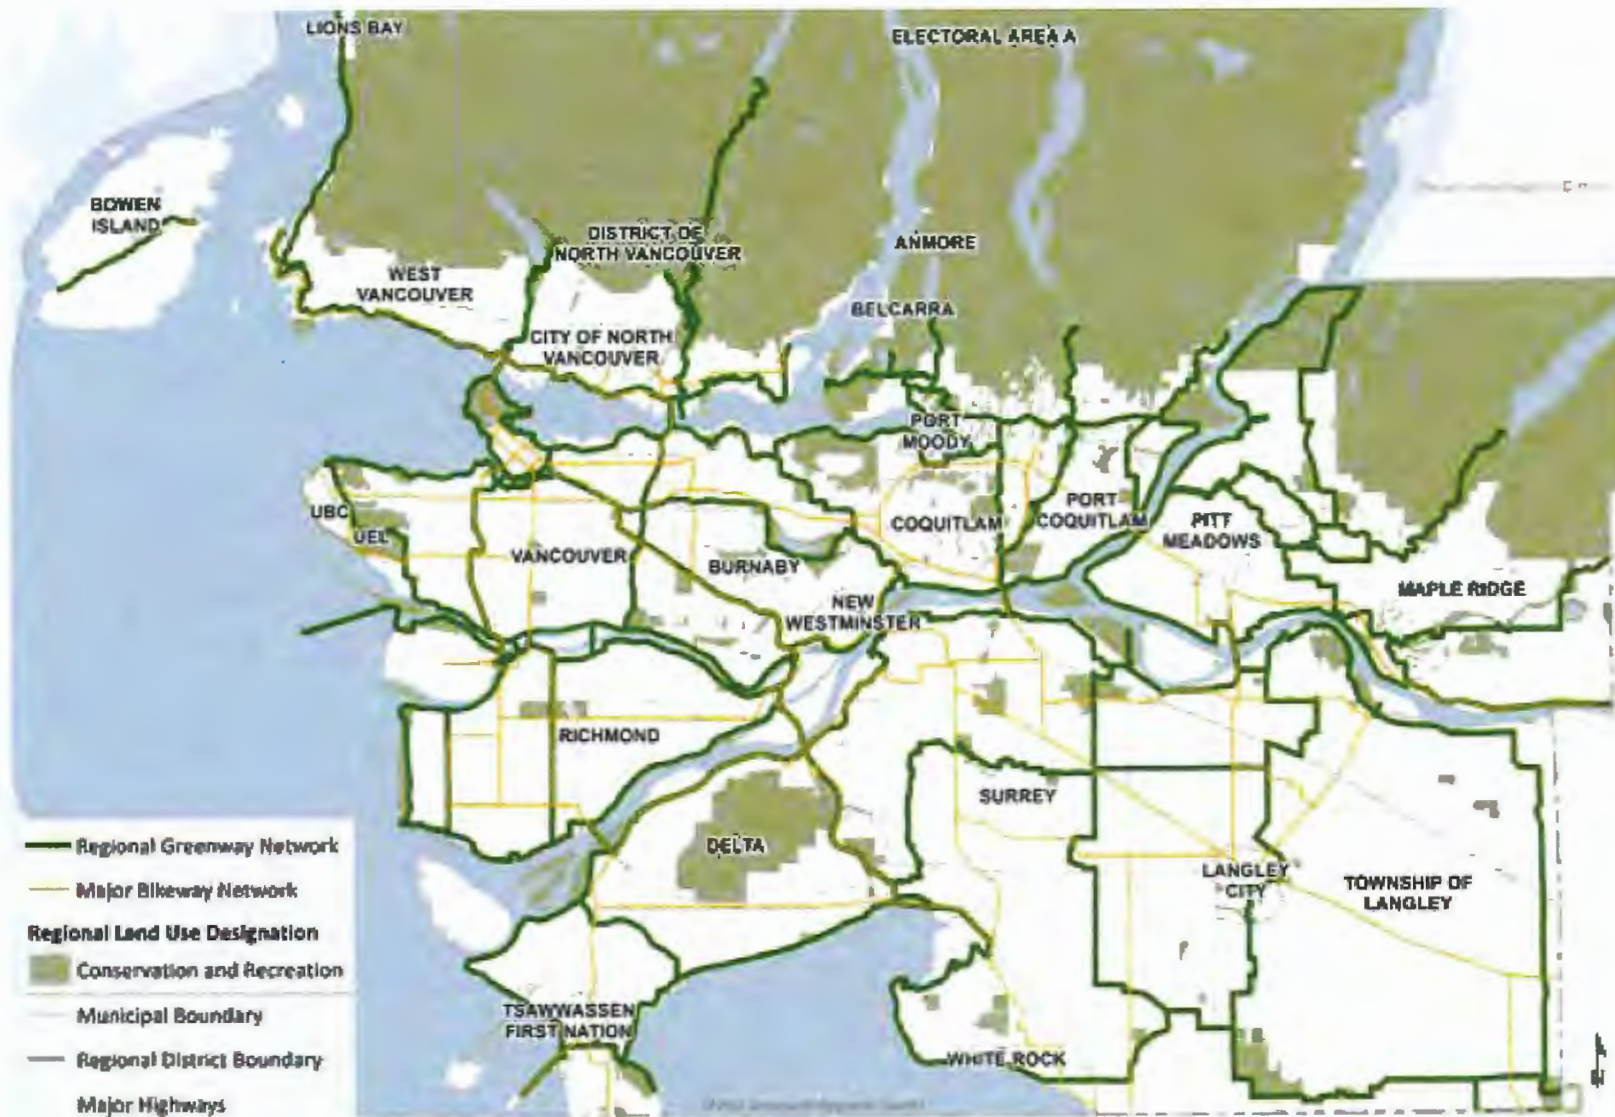 LIONS BAY
ELECTORAL AREA A
BOWEN
ISLAND
DISTRICT OF
NORTH VANCOUVER
ANMORE
WEST
VANCOUVER
BELCARRA
CITY OF NORTH
VANCOUVER
PORT
MOODY
UBC
UEL
VANCOUVER
BURNABY
COQUITLAM
PORT
COQUITLAM
PITT
MEADOWS
NEW
WESTMINSTER
MAPLE RIDGE
RICHMOND
SURREY
DELTA
LANGLEY
CITY
TOWNSHIP OF
LANGLEY
TSAWWASSEN
FIRST NATION
WHITE ROCK
Regional Greenway Network
Major Bikeway Network
Regional Land Use Designation
Conservation and Recreation
Municipal Boundary
Regional District Boundary
Major Highways